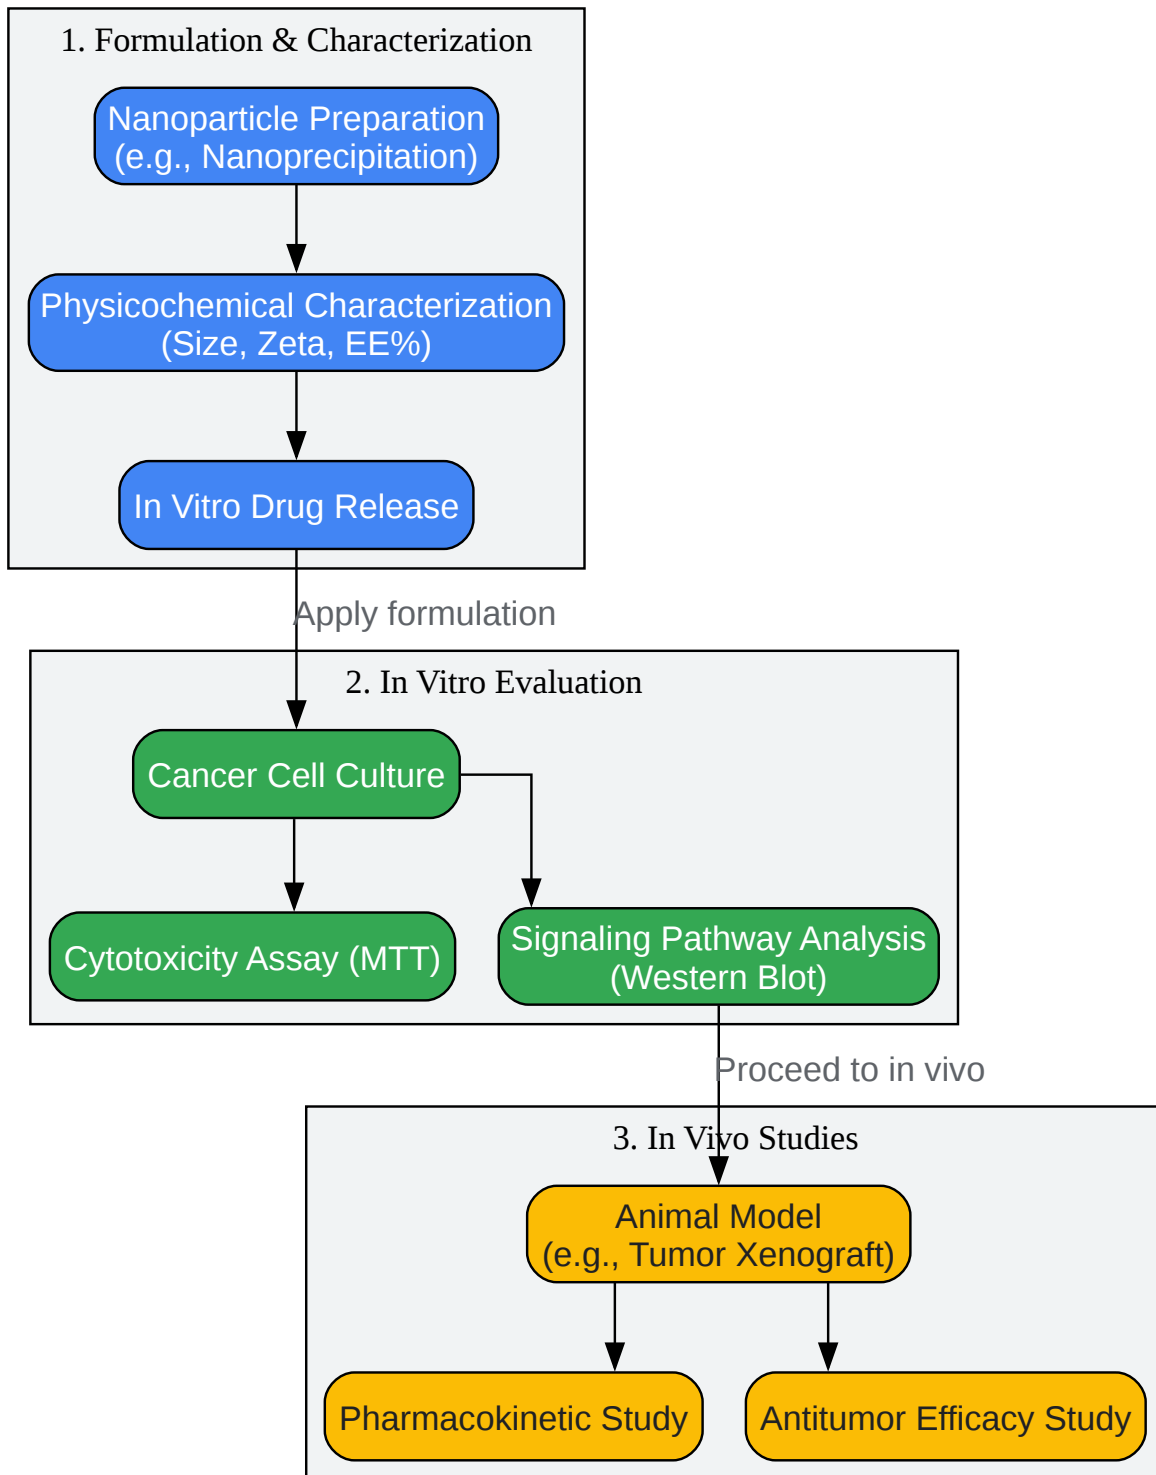 1. Formulation & Characterization
Nanoparticle Preparation
(e.g., Nanoprecipitation)
Physicochemical Characterization
(Size, Zeta, EE%)
In Vitro Drug Release
Apply formulation
2. In Vitro Evaluation
Cancer Cell Culture
Cytotoxicity Assay (MTT)
Signaling Pathway Analysis
(Western Blot)
Proceed to in vivo
3. In Vivo Studies
Animal Model
(e.g., Tumor Xenograft)
Pharmacokinetic Study
Antitumor Efficacy Study